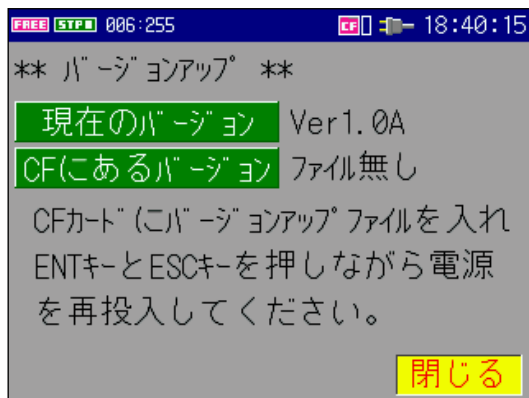 FREE STP■ 006:255 CF 18:40:15
** ﾊﾞｰｼﾞｮﾝｱｯﾌﾟ **
現在のﾊﾞｰｼﾞｮﾝ Ver1.0A
CFにあるﾊﾞｰｼﾞｮﾝ ﾌｧｲﾙ無し
CFｶｰﾄﾞにﾊﾞｰｼﾞｮﾝｱｯﾌﾟﾌｧｲﾙを入れ
ENTｷｰとESCｷｰを押しながら電源
を再投入してください。
閉じる